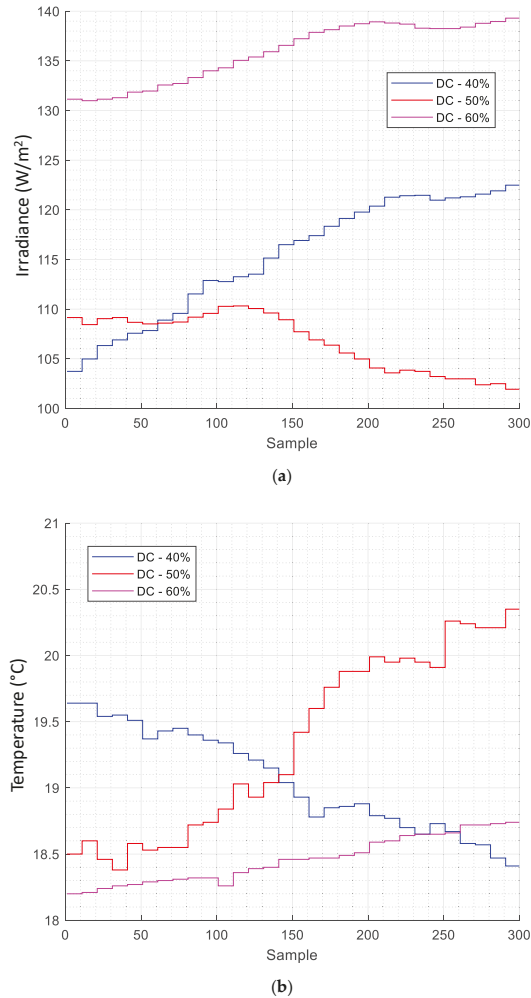 140
135
130
125
120
115
110
105
100
Irradiance (W/m²)
DC - 40%
DC - 50%
DC - 60%
0 50 100 150 200 250 300
Sample
(a)
21
20.5
20
19.5
19
18.5
18
Temperature (°C)
DC - 40%
DC - 50%
DC - 60%
0 50 100 150 200 250 300
Sample
(b)